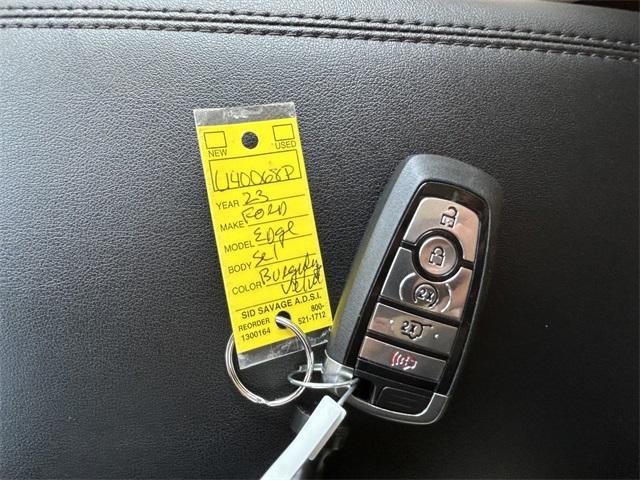 NEW USED
U40068P
YEAR 23
MAKE FORD
MODEL Edge
BODY Sel
COLOR Burgundy
Velvet
SID SAVAGE A.D.S.I.
REORDER 800-
1300164 521-1712